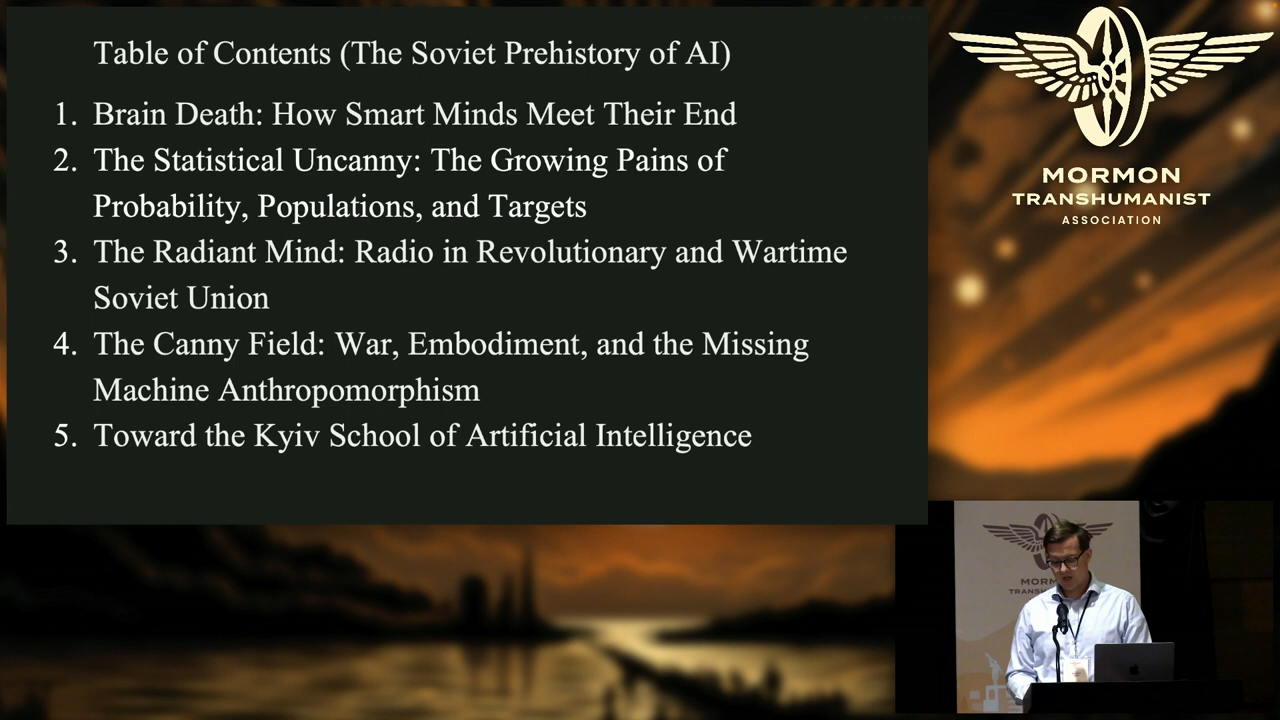 Table of Contents (The Soviet Prehistory of AI)
1. Brain Death: How Smart Minds Meet Their End
2. The Statistical Uncanny: The Growing Pains of
Probability, Populations, and Targets
3. The Radiant Mind: Radio in Revolutionary and Wartime
Soviet Union
4. The Canny Field: War, Embodiment, and the Missing
Machine Anthropomorphism
5. Toward the Kyiv School of Artificial Intelligence
MORMON
TRANSHUMANIST
ASSOCIATION